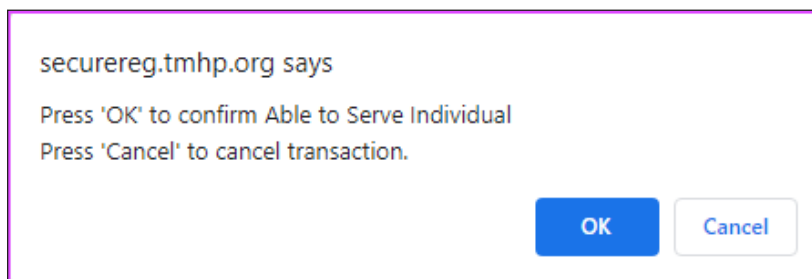 securereg.tmhp.org says
Press 'OK' to confirm Able to Serve Individual
Press 'Cancel' to cancel transaction.
OK
Cancel